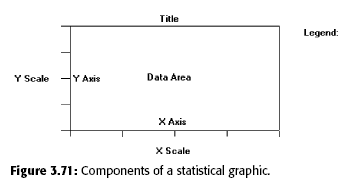 Title
Legend:
Y Scale
Y Axis
Data Area
X Axis
X Scale
Figure 3.71: Components of a statistical graphic.